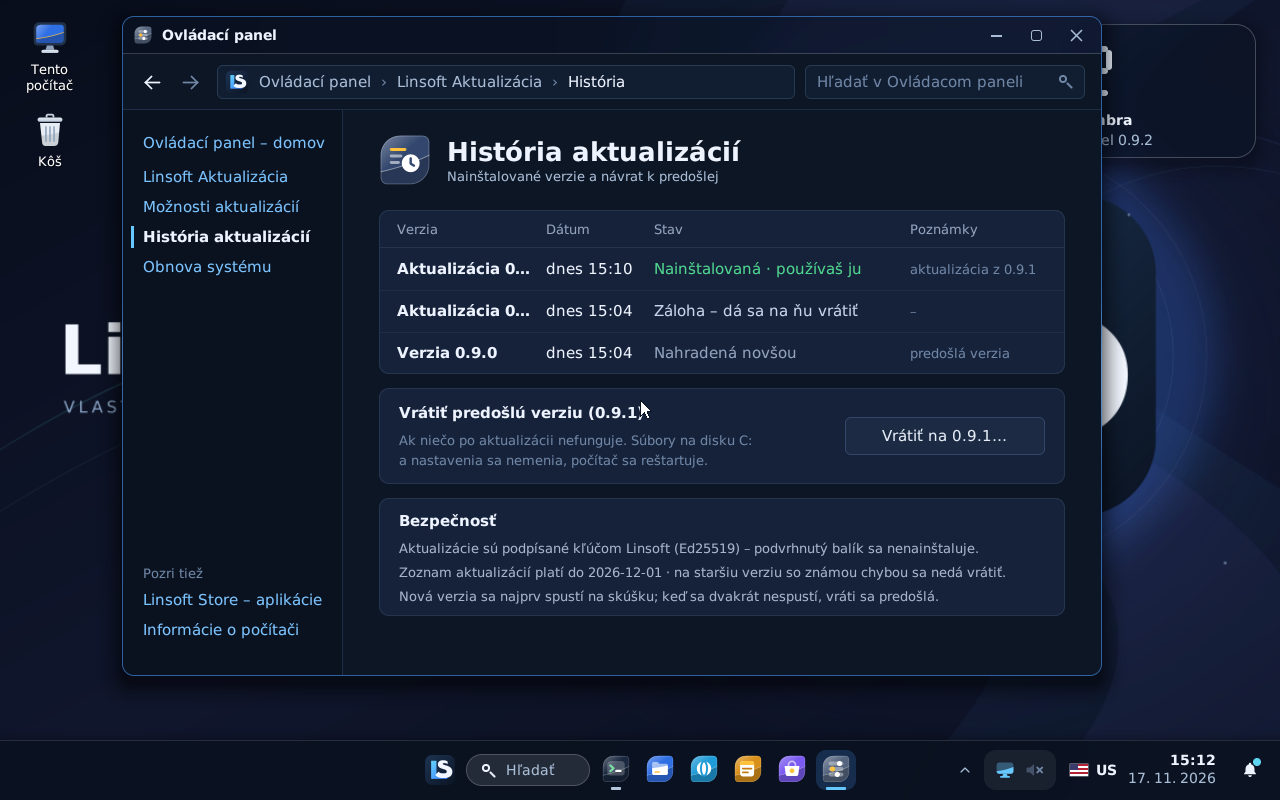 Tento
počítač
Kôš
Ovládací panel
Ovládací panel › Linsoft Aktualizácia › História
Hľadať v Ovládacom paneli
Ovládací panel – domov
Linsoft Aktualizácia
Možnosti aktualizácií
História aktualizácií
Obnova systému
Pozri tiež
Linsoft Store – aplikácie
Informácie o počítači
História aktualizácií
Nainštalované verzie a návrat k predošlej
Verzia Dátum Stav Poznámky
Aktualizácia 0... dnes 15:10 Nainštalovaná · používaš ju aktualizácia z 0.9.1
Aktualizácia 0... dnes 15:04 Záloha – dá sa na ňu vrátiť –
Verzia 0.9.0 dnes 15:04 Nahradená novšou predošlá verzia
Vrátiť predošlú verziu (0.9.1)
Ak niečo po aktualizácii nefunguje. Súbory na disku C:
a nastavenia sa nemenia, počítač sa reštartuje.
Vrátiť na 0.9.1...
Bezpečnosť
Aktualizácie sú podpísané kľúčom Linsoft (Ed25519) – podvrhnutý balík sa nenainštaluje.
Zoznam aktualizácií platí do 2026-12-01 · na staršiu verziu so známou chybou sa nedá vrátiť.
Nová verzia sa najprv spustí na skúšku; keď sa dvakrát nespustí, vráti sa predošlá.
0.9.2
LS
Hľadať
US
15:12
17. 11. 2026